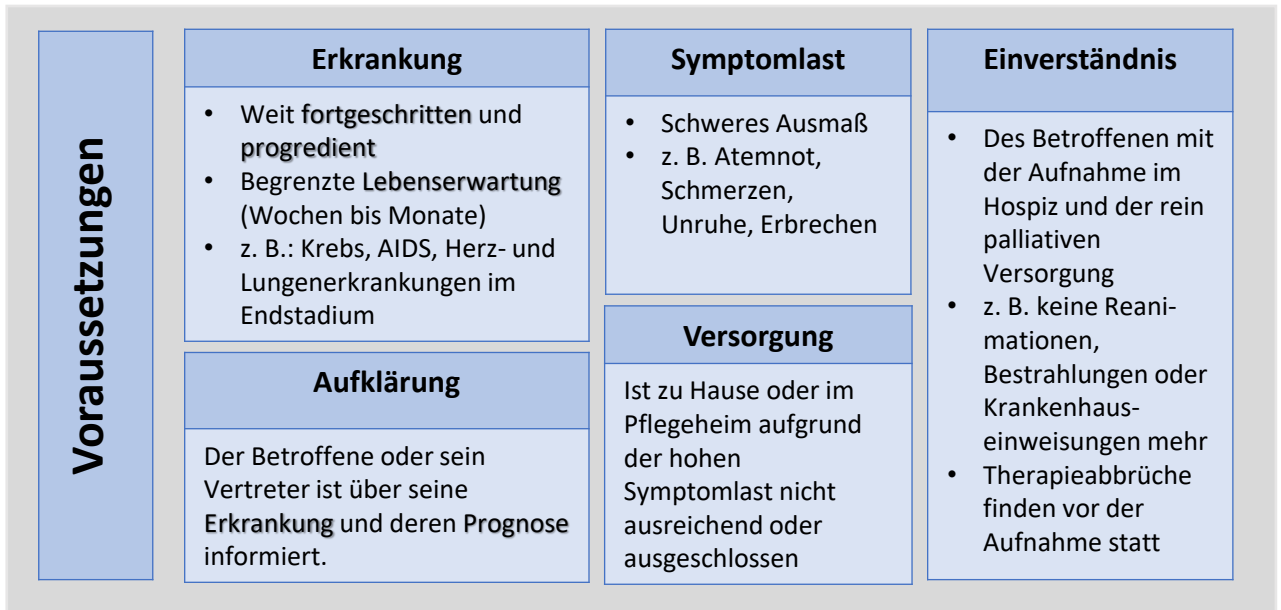 Voraussetzungen
Erkrankung
• Weit fortgeschritten und
progredient
• Begrenzte Lebenserwartung
(Wochen bis Monate)
• z. B.: Krebs, AIDS, Herz- und
Lungenerkrankungen im
Endstadium
Aufklärung
Der Betroffene oder sein
Vertreter ist über seine
Erkrankung und deren Prognose
informiert.
Symptomlast
• Schweres Ausmaß
• z. B. Atemnot,
Schmerzen,
Unruhe, Erbrechen
Versorgung
Ist zu Hause oder im
Pflegeheim aufgrund
der hohen
Symptomlast nicht
ausreichend oder
ausgeschlossen
Einverständnis
• Des Betroffenen mit
der Aufnahme im
Hospiz und der rein
palliativen
Versorgung
• z. B. keine Reani-
mationen,
Bestrahlungen oder
Krankenhaus-
einweisungen mehr
• Therapieabbrüche
finden vor der
Aufnahme statt